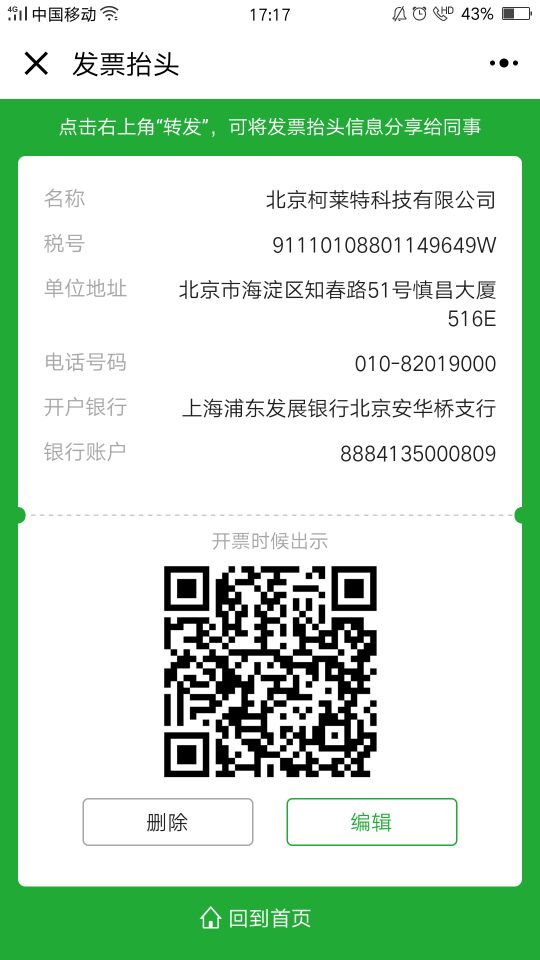 4G 中国移动 17:17 HD 43%
发票抬头
点击右上角“转发”，可将发票抬头信息分享给同事
名称 北京柯莱特科技有限公司
税号 91110108801149649W
单位地址 北京市海淀区知春路51号慎昌大厦
516E
电话号码 010-82019000
开户银行 上海浦东发展银行北京安华桥支行
银行账户 8884135000809
开票时候出示
删除 编辑
回到首页